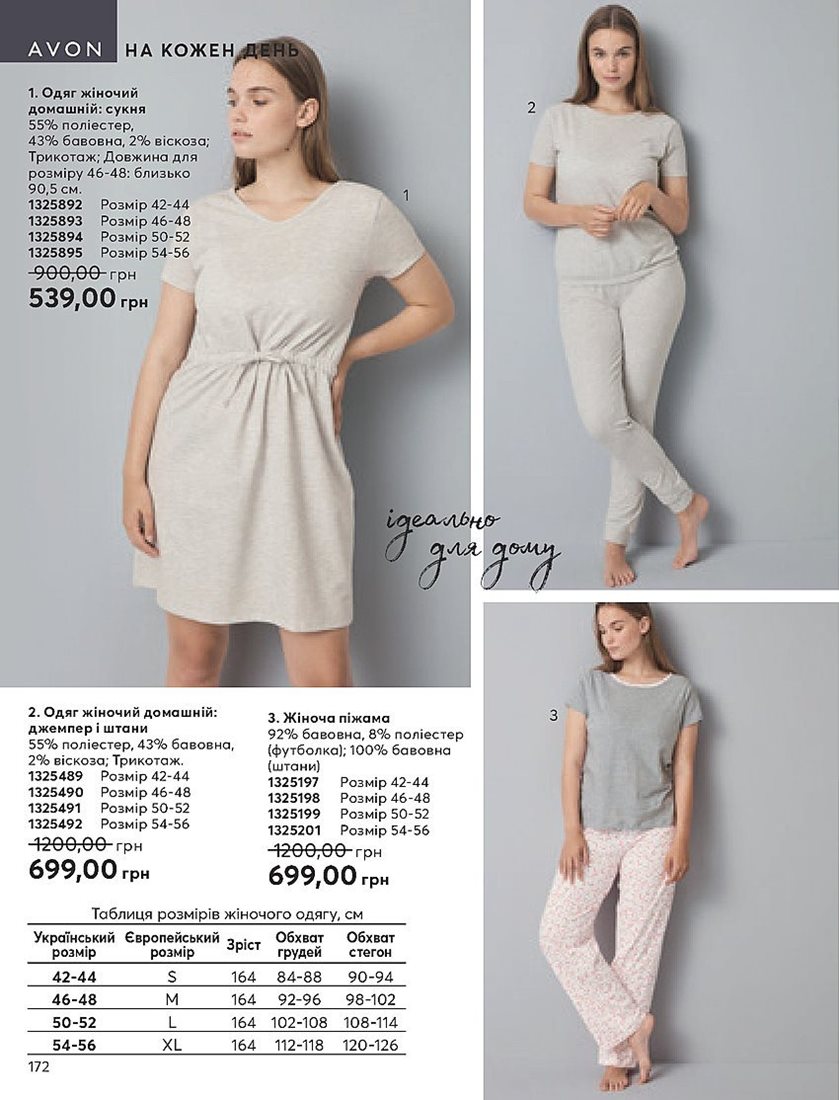 AVON НА КОЖЕН ДЕНЬ
1. Одяг жіночий
домашній: сукня
55% поліестер,
43% бавовна, 2% віскоза;
Трикотаж; Довжина для
розміру 46-48: близько
90,5 см.
1325892 Розмір 42-44
1325893 Розмір 46-48
1325894 Розмір 50-52
1325895 Розмір 54-56
900,00 грн
539,00 грн
1
2
ідеально
для дому
2. Одяг жіночий домашній:
джемпер і штани
55% поліестер, 43% бавовна,
2% віскоза; Трикотаж.
1325489 Розмір 42-44
1325490 Розмір 46-48
1325491 Розмір 50-52
1325492 Розмір 54-56
1200,00 грн
699,00 грн
3. Жіноча піжама
92% бавовна, 8% поліестер
(футболка); 100% бавовна
(штани)
1325197 Розмір 42-44
1325198 Розмір 46-48
1325199 Розмір 50-52
1325201 Розмір 54-56
1200,00 грн
699,00 грн
3
Таблиця розмірів жіночого одягу, см
Український розмір Європейський розмір Зріст Обхват грудей Обхват стегон
42-44 S 164 84-88 90-94
46-48 M 164 92-96 98-102
50-52 L 164 102-108 108-114
54-56 XL 164 112-118 120-126
172